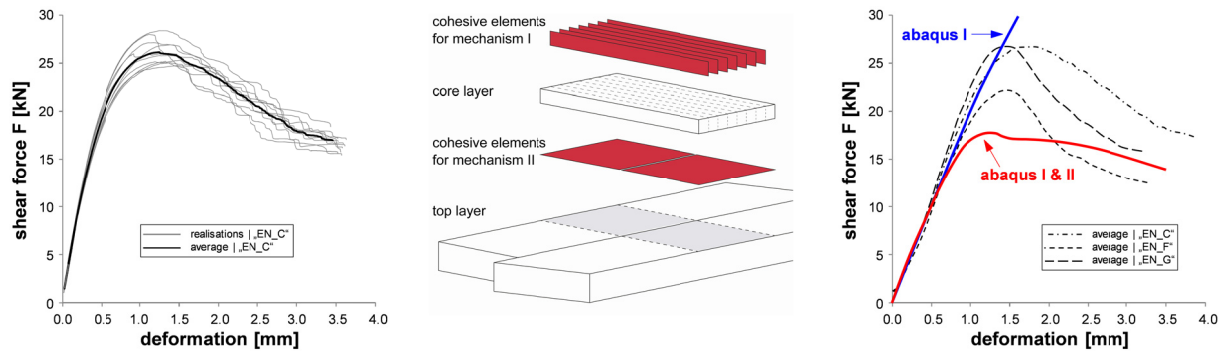 30
25
20
15
10
5
0
shear force F [kN]
realisations | „EN_C“
average | „EN_C“
0.0 0.5 1.0 1.5 2.0 2.5 3.0 3.5 4.0
deformation [mm]
cohesive elements
for mechanism I
core layer
cohesive elements
for mechanism II
top layer
30
25
20
15
10
5
0
shear force F [kN]
abaqus I
abaqus I & II
aveiage | „EN_C“
aveiage | „EN_F“
aveiage | „EN_G“
0.0 0.5 1.0 1.5 2.0 2.5 3.0 3.5 4.0
deformation [mm]